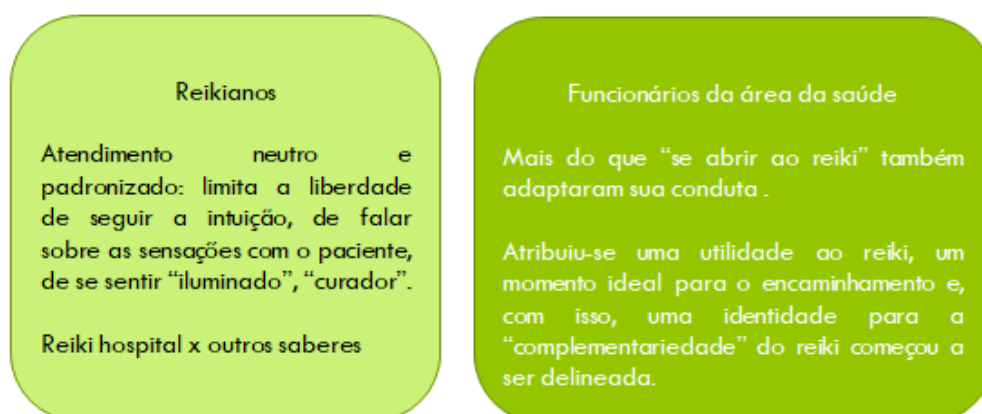 Reikianos
Atendimento neutro e
padronizado: limita a liberdade
de seguir a intuição, de falar
sobre as sensações com o paciente,
de se sentir “iluminado”, “curador”.
Reiki hospital x outros saberes
Funcionários da área da saúde
Mais do que “se abrir ao reiki” também
adaptaram sua conduta .
Atribuiu-se uma utilidade ao reiki, um
momento ideal para o encaminhamento e,
com isso, uma identidade para a
“complementariedade” do reiki começou a
ser delineada.